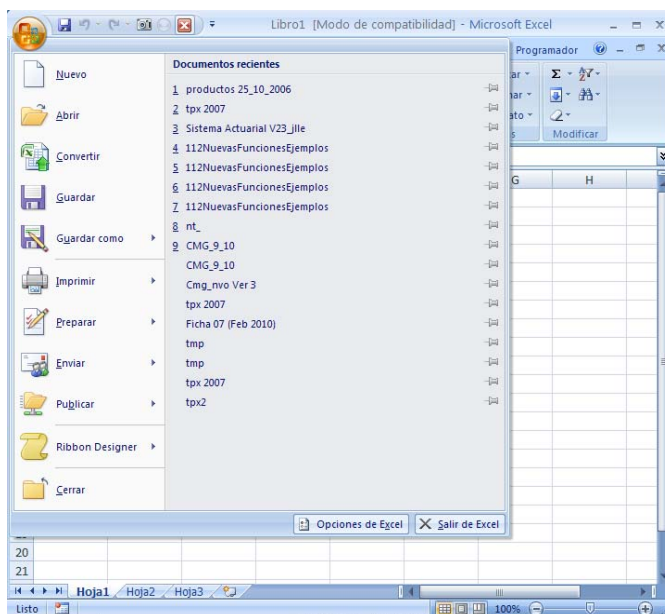 Libro1 [Modo de compatibilidad] - Microsoft Excel
Programador
Nuevo
Abrir
Convertir
Guardar
Guardar como
Imprimir
Preparar
Enviar
Publicar
Ribbon Designer
Cerrar
Documentos recientes
1 productos 25_10_2006
2 tpx 2007
3 Sistema Actuarial V23_jlle
4 112NuevasFuncionesEjemplos
5 112NuevasFuncionesEjemplos
6 112NuevasFuncionesEjemplos
7 112NuevasFuncionesEjemplos
8 nt_
9 CMG_9_10
CMG_9_10
Cmg_nvo Ver 3
tpx 2007
Ficha 07 (Feb 2010)
tmp
tmp
tpx 2007
tpx2
Opciones de Excel
Salir de Excel
ar
nar
ato
s
Modificar
G H
20
21
Hoja1 Hoja2 Hoja3
Listo
100%